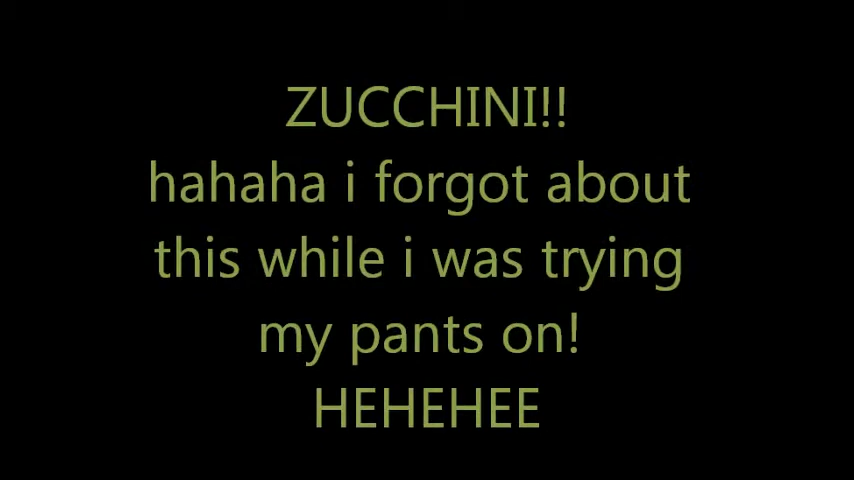 ZUCCHINI!!
hahaha i forgot about
this while i was trying
my pants on!
HEHEHEE